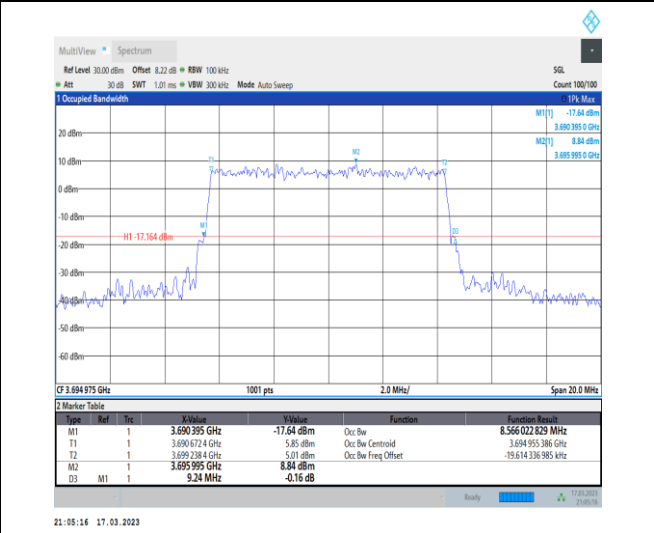 MultiView Spectrum
Ref Level 30.00 dBm Offset 8.22 dB RBW 100 kHz SGL
Att 30 dB SWT 1.01 ms VBW 300 kHz Mode Auto Sweep Count 100/100
1 Occupied Bandwidth 1Pk Max
M1[1] -17.64 dBm
3.690 395 0 GHz
M2[1] 8.84 dBm
3.695 995 0 GHz
20 dBm
M2
10 dBm
T1
T2
0 dBm
-10 dBm
M1
D3
H1 -17.164 dBm
-20 dBm
-30 dBm
-40 dBm
-50 dBm
-60 dBm
CF 3.694 975 GHz 1001 pts 2.0 MHz/ Span 20.0 MHz
2 Marker Table
Type Ref Trc X-Value Y-Value Function Function Result
M1 1 3.690 395 GHz -17.64 dBm Occ Bw 8.566 022 829 MHz
T1 1 3.690 672 4 GHz 5.85 dBm Occ Bw Centroid 3.694 955 386 GHz
T2 1 3.699 238 4 GHz 5.01 dBm Occ Bw Freq Offset -19.614 336 985 kHz
M2 1 3.695 995 GHz 8.84 dBm
D3 M1 1 9.24 MHz -0.16 dB
Ready 17.03.2023
21:05:16
21:05:16 17.03.2023